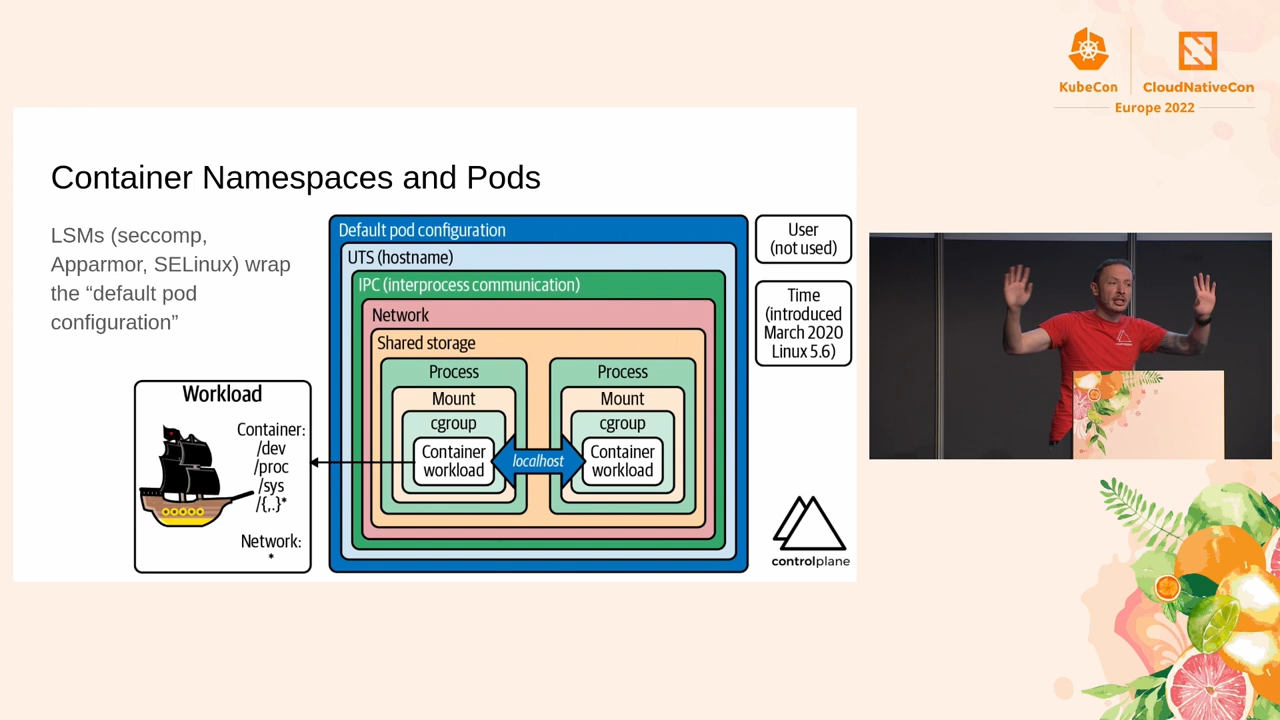 KubeCon
CloudNativeCon
Europe 2022
Container Namespaces and Pods
LSMs (seccomp,
Apparmor, SELinux) wrap
the “default pod
configuration”
Workload
Container:
/dev
/proc
/sys
/{,.}*
Network:
*
Default pod configuration
UTS (hostname)
IPC (interprocess communication)
Network
Shared storage
Process
Mount
cgroup
Container
workload
localhost
Process
Mount
cgroup
Container
workload
User
(not used)
Time
(introduced
March 2020
Linux 5.6)
controlplane